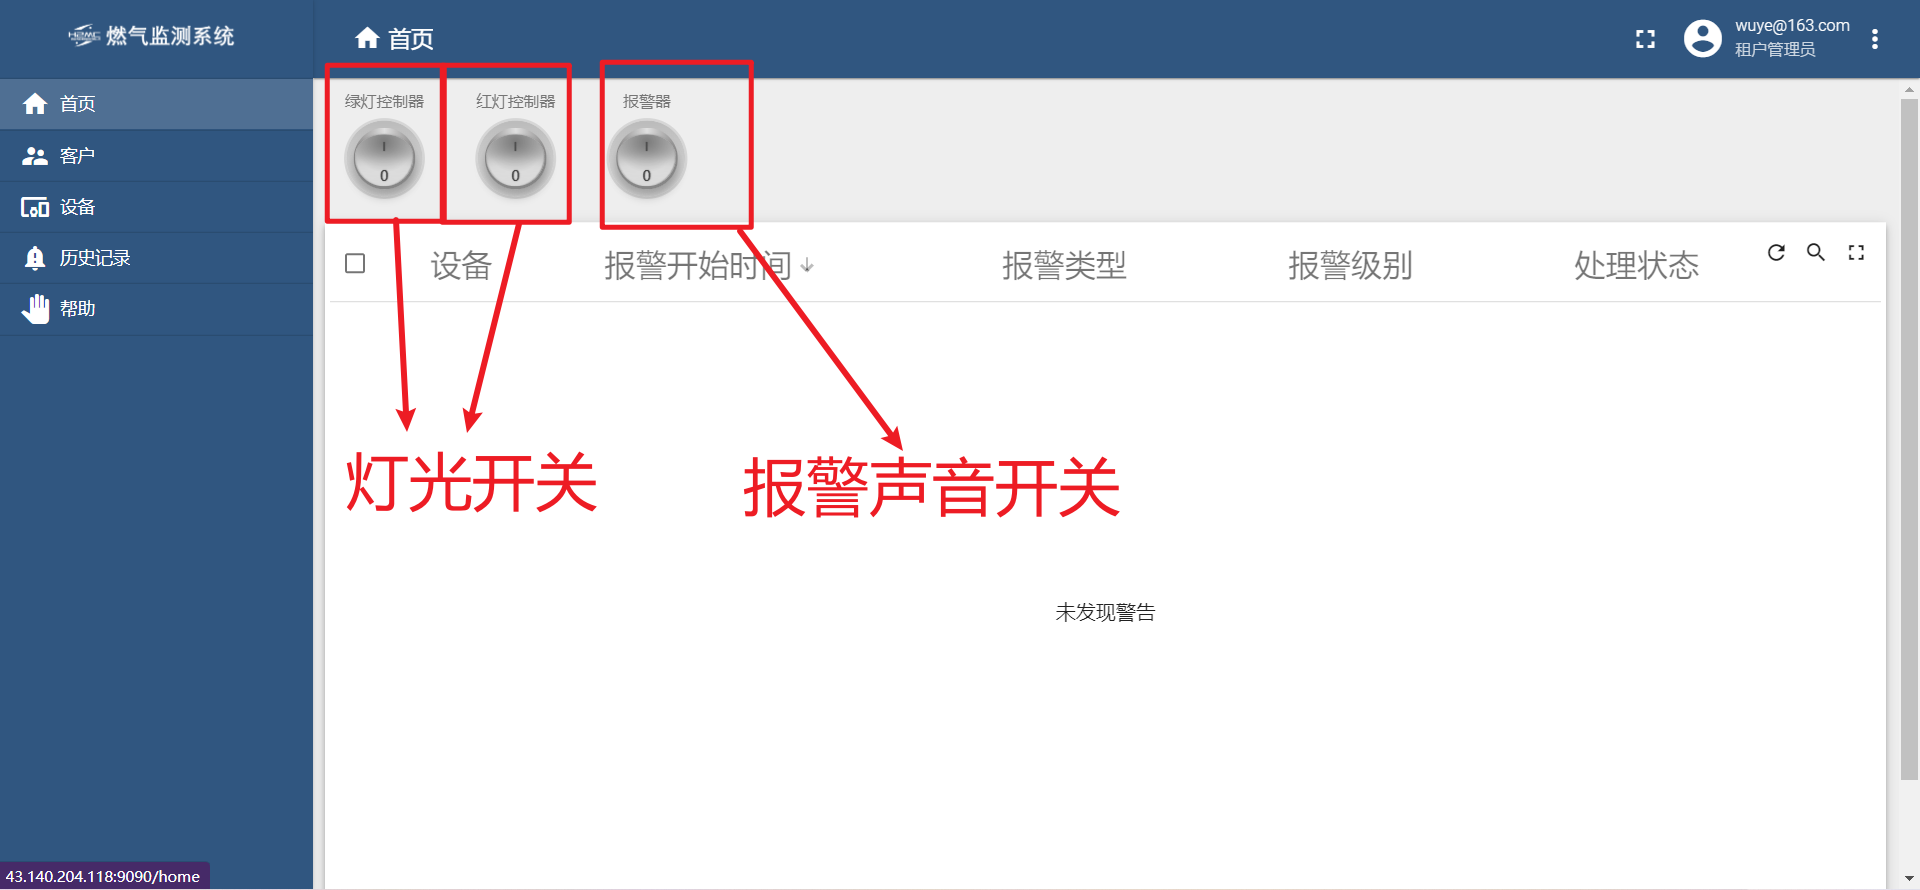 H2MC 燃气监测系统
首页
wuye@163.com
租户管理员
首页
客户
设备
历史记录
帮助
绿灯控制器
红灯控制器
报警器
I
0
I
0
I
0
设备
报警开始时间
报警类型
报警级别
处理状态
灯光开关
报警声音开关
未发现警告
43.140.204.118:9090/home